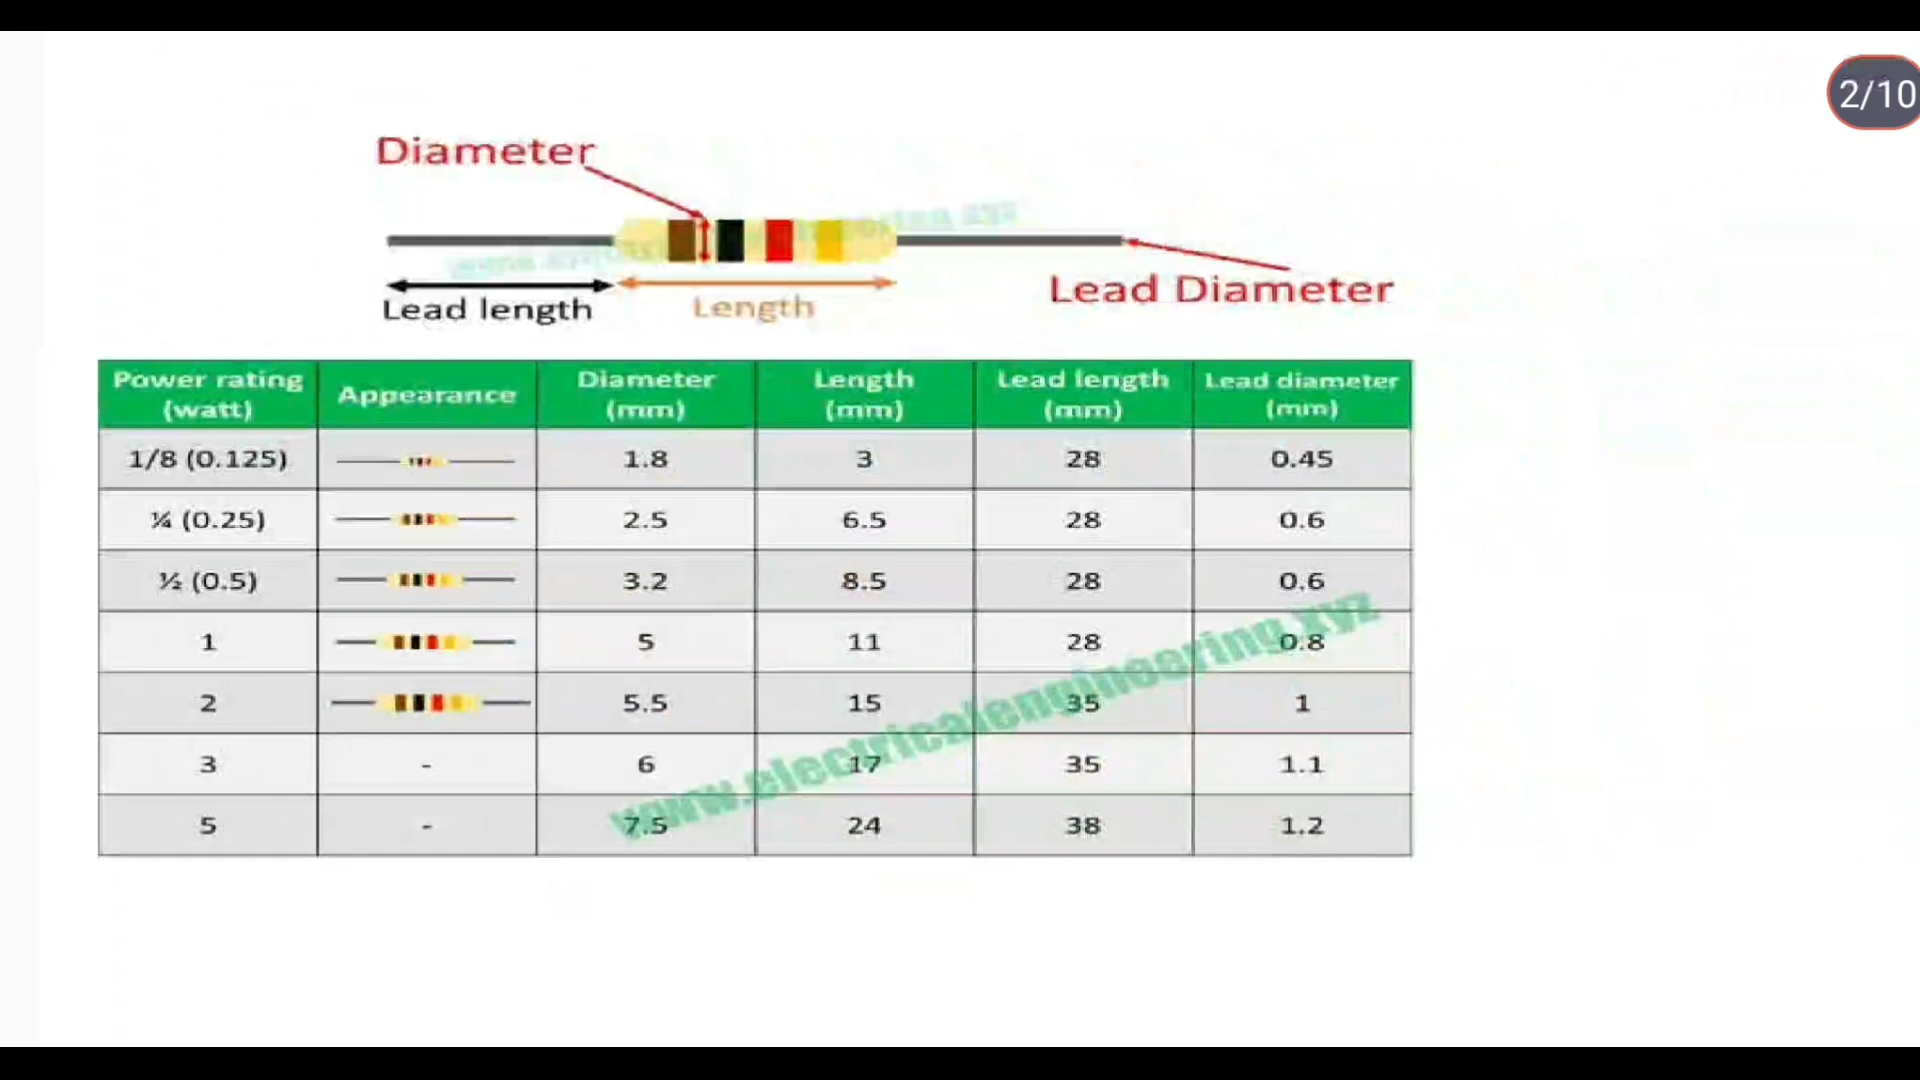 2/10
Diameter
Lead length
Length
Lead Diameter
Power rating (watt) Appearance Diameter (mm) Length (mm) Lead length (mm) Lead diameter (mm)
1/8 (0.125) 1.8 3 28 0.45
¼ (0.25) 2.5 6.5 28 0.6
½ (0.5) 3.2 8.5 28 0.6
1 5 11 28 0.8
2 5.5 15 35 1
3 - 6 17 35 1.1
5 - 7.5 24 38 1.2
www.electricalengineering.xyz